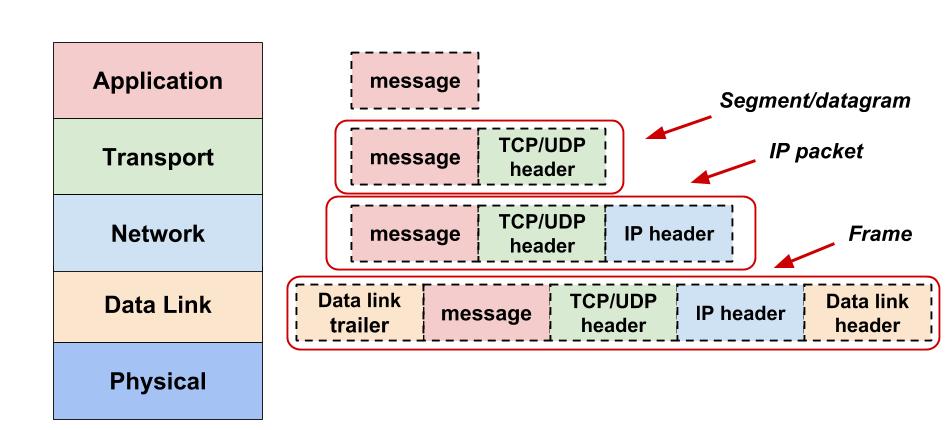 Application
message
Segment/datagram
Transport
message
TCP/UDP
header
IP packet
Network
message
TCP/UDP
header
IP header
Frame
Data Link
Data link
trailer
message
TCP/UDP
header
IP header
Data link
header
Physical